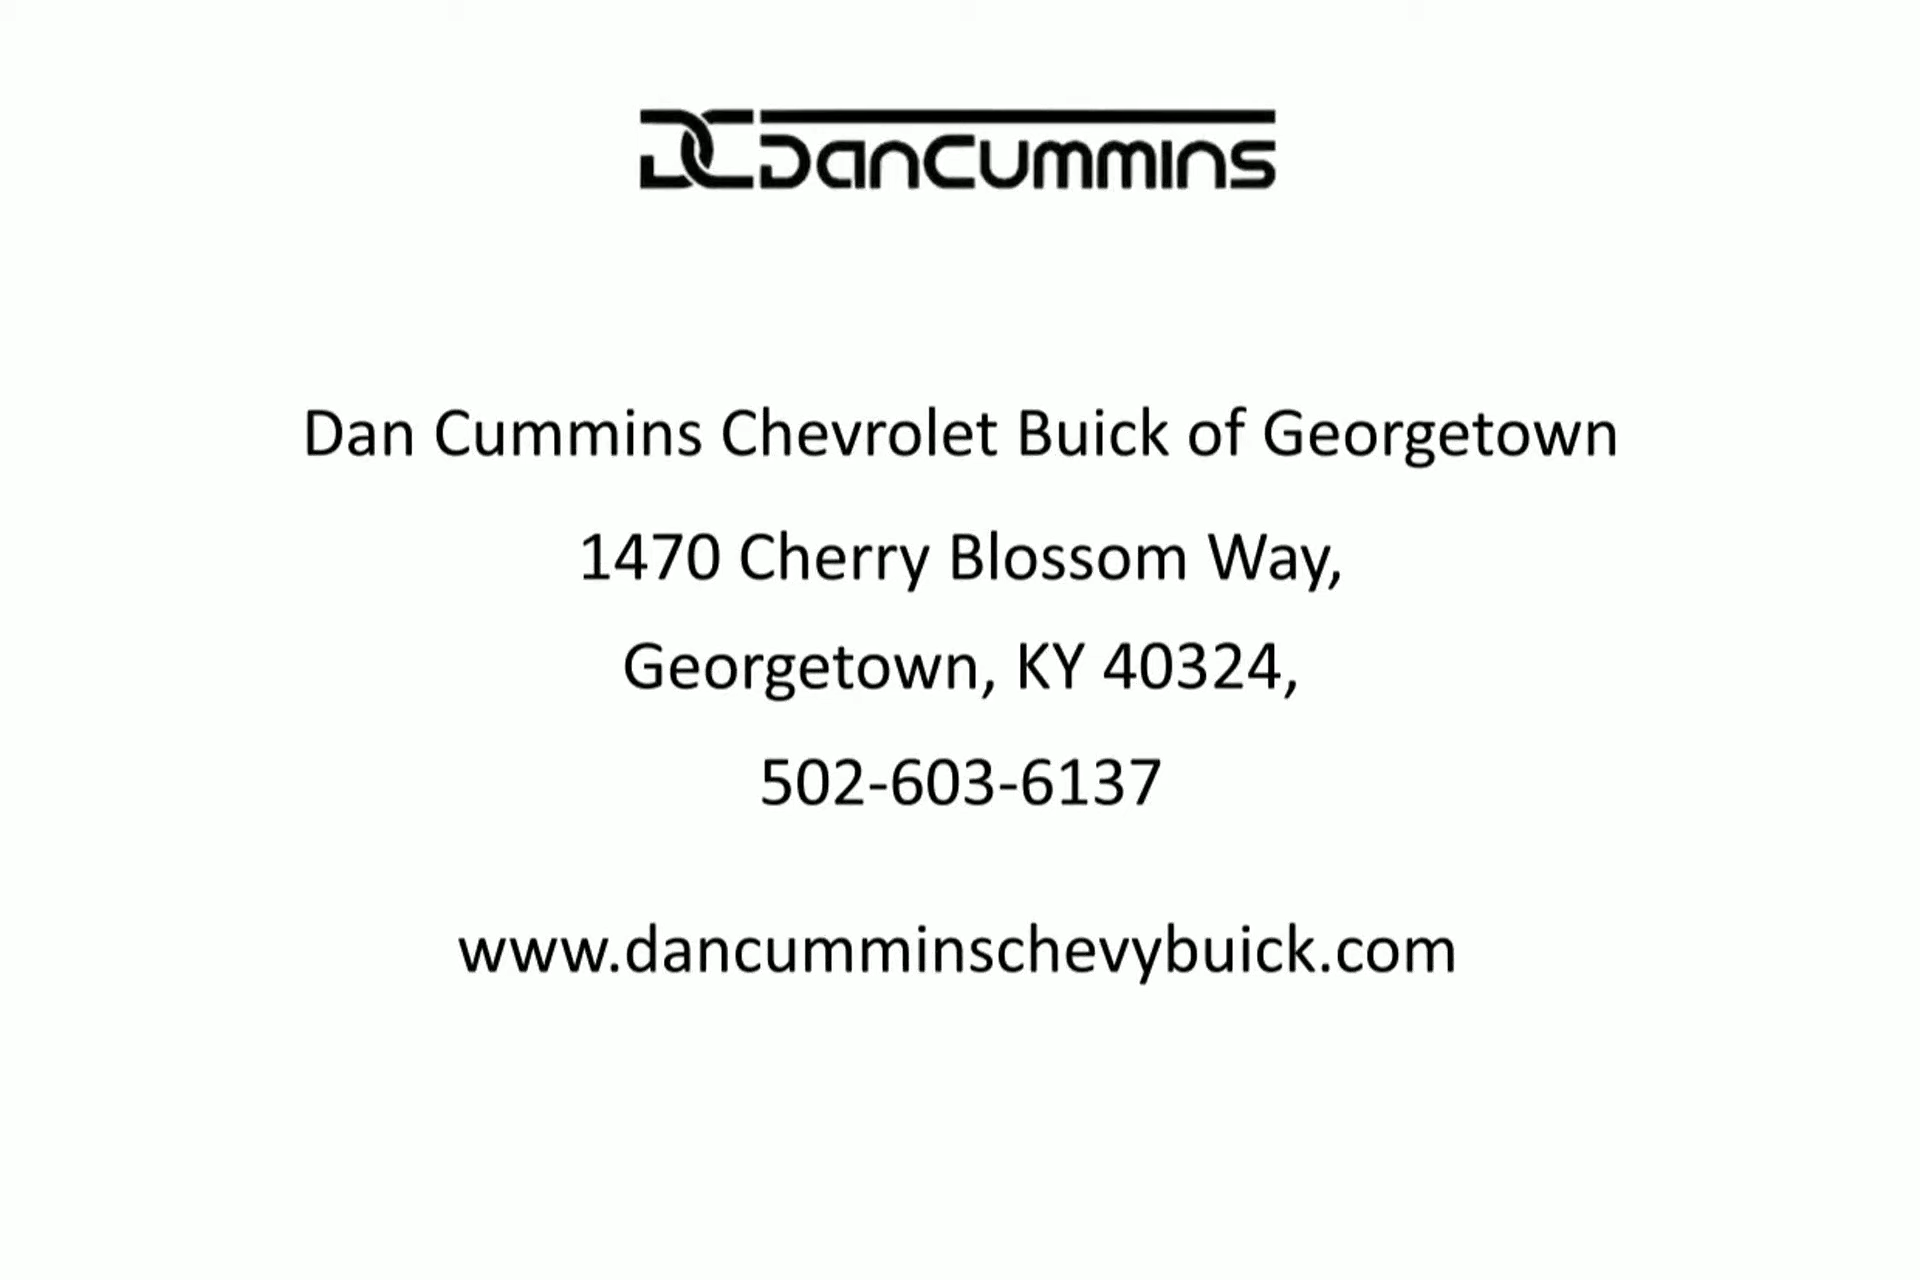 DC DanCummins
Dan Cummins Chevrolet Buick of Georgetown
1470 Cherry Blossom Way,
Georgetown, KY 40324,
502-603-6137
www.dancumminschevybuick.com